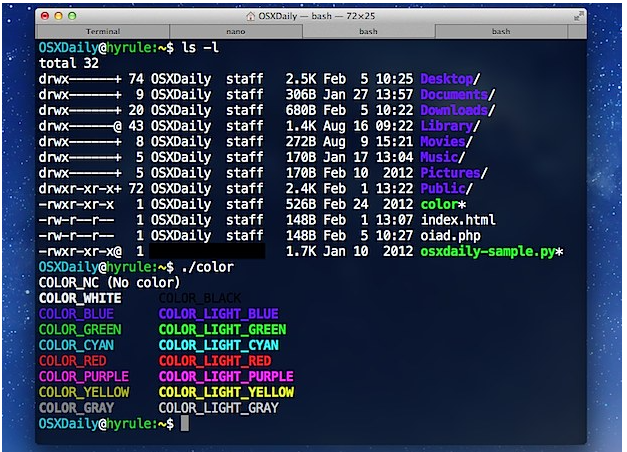 OSXDaily — bash — 72×25
Terminal nano bash bash
OSXDaily@hyrule:~$ ls -l
total 32
drwx------+ 74 OSXDaily staff 2.5K Feb 5 10:25 Desktop/
drwx------+ 9 OSXDaily staff 306B Jan 27 13:57 Documents/
drwx------+ 20 OSXDaily staff 680B Feb 5 10:22 Downloads/
drwx------@ 43 OSXDaily staff 1.4K Aug 16 09:22 Library/
drwx------+ 8 OSXDaily staff 272B Aug 9 15:21 Movies/
drwx------+ 5 OSXDaily staff 170B Jan 17 13:04 Music/
drwx------+ 5 OSXDaily staff 170B Feb 10 2012 Pictures/
drwxr-xr-x+ 72 OSXDaily staff 2.4K Feb 1 13:22 Public/
-rwxr-xr-x 1 OSXDaily staff 526B Feb 24 2012 color*
-rw-r--r-- 1 OSXDaily staff 148B Feb 1 13:07 index.html
-rw-r--r-- 1 OSXDaily staff 148B Feb 5 10:27 oiad.php
-rwxr-xr-x@ 1 1.7K Jan 10 2012 osxdaily-sample.py*
OSXDaily@hyrule:~$ ./color
COLOR_NC (No color)
COLOR_WHITE COLOR_BLACK
COLOR_BLUE COLOR_LIGHT_BLUE
COLOR_GREEN COLOR_LIGHT_GREEN
COLOR_CYAN COLOR_LIGHT_CYAN
COLOR_RED COLOR_LIGHT_RED
COLOR_PURPLE COLOR_LIGHT_PURPLE
COLOR_YELLOW COLOR_LIGHT_YELLOW
COLOR_GRAY COLOR_LIGHT_GRAY
OSXDaily@hyrule:~$